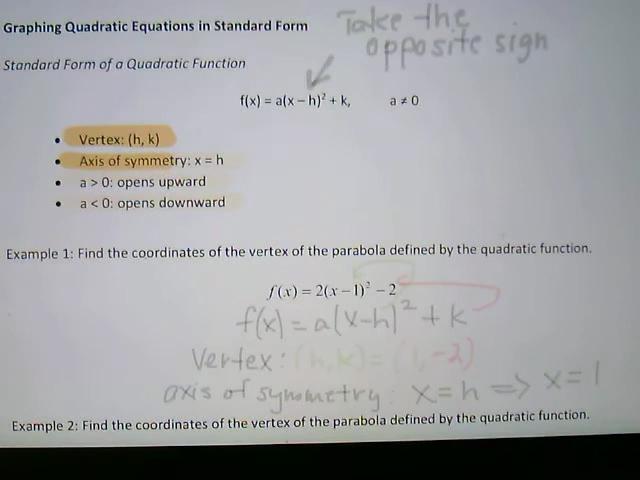 Graphing Quadratic Equations in Standard Form
Take the
opposite sign
Standard Form of a Quadratic Function
f(x) = a(x – h)² + k, a ≠ 0
• Vertex: (h, k)
• Axis of symmetry: x = h
• a > 0: opens upward
• a < 0: opens downward
Example 1: Find the coordinates of the vertex of the parabola defined by the quadratic function.
f(x) = 2(x – 1)² – 2
f(x) = a(x-h)² + k
Vertex: (h,k) = (1,-2)
axis of symmetry: x=h => x=1
Example 2: Find the coordinates of the vertex of the parabola defined by the quadratic function.